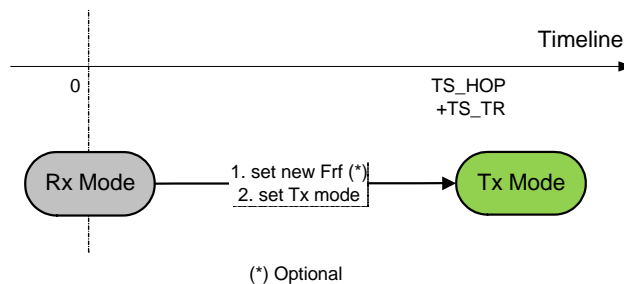 Timeline
0
TS_HOP
+TS_TR
Rx Mode
1. set new Frf (*)
2. set Tx mode
Tx Mode
(*) Optional